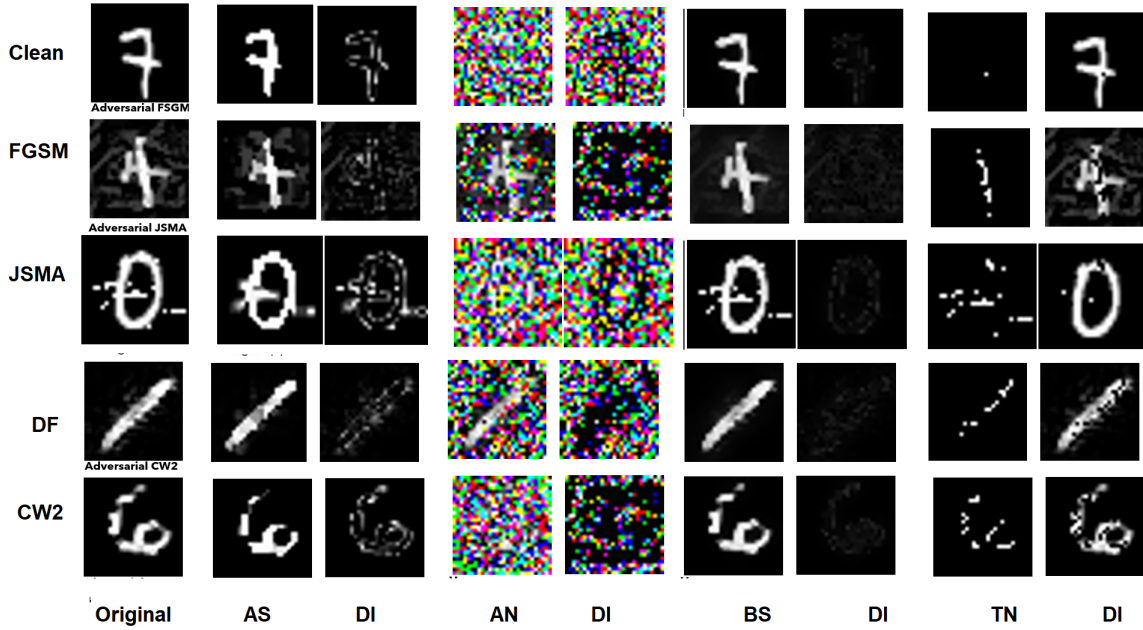 Clean
Adversarial FSGM
FGSM
Adversarial JSMA
JSMA
DF
Adversarial CW2
CW2
Original AS DI AN DI BS DI TN DI